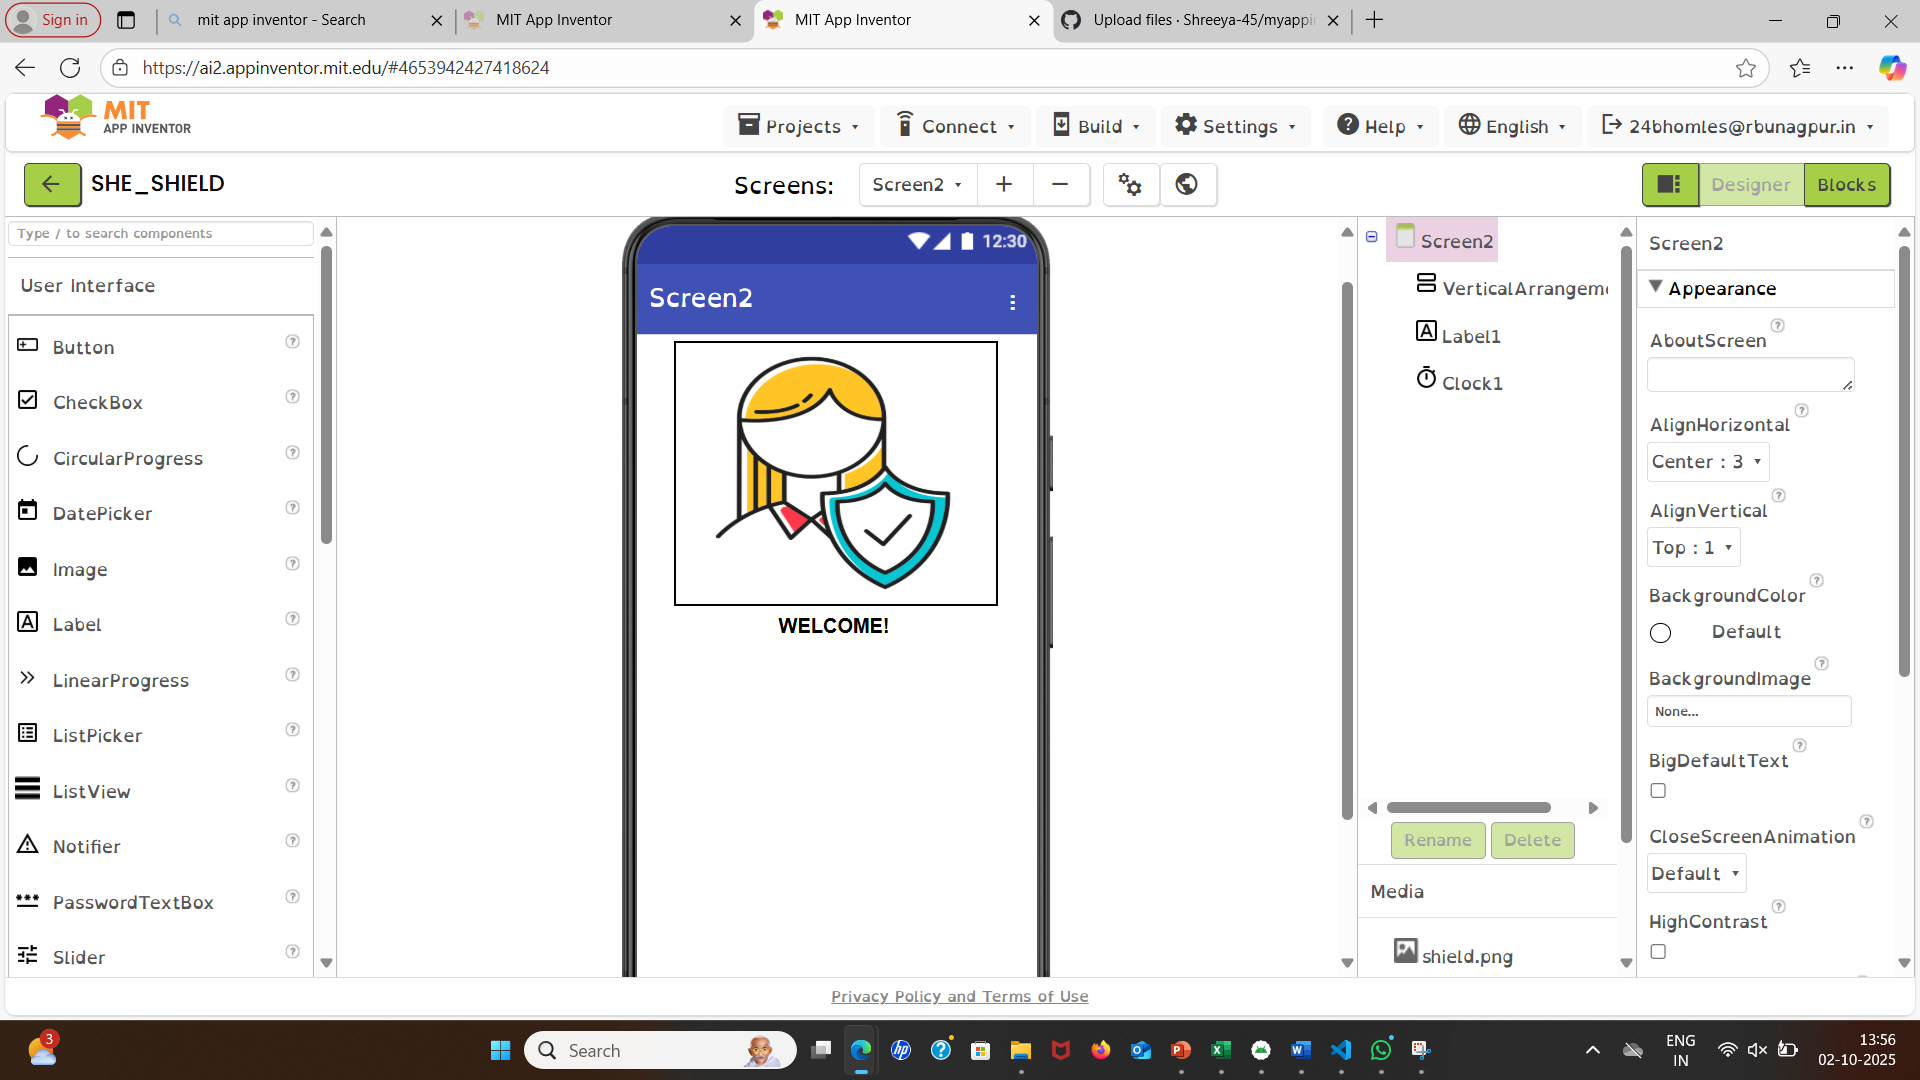 Sign in
mit app inventor - Search
MIT App Inventor
MIT App Inventor
Upload files · Shreeya-45/myappin
https://ai2.appinventor.mit.edu/#4653942427418624
MIT
APP INVENTOR
Projects
Connect
Build
Settings
Help
English
24bhomles@rbunagpur.in
SHE_SHIELD
Screens:
Screen2
Designer
Blocks
Type / to search components
User Interface
Button
CheckBox
CircularProgress
DatePicker
Image
Label
LinearProgress
ListPicker
ListView
Notifier
PasswordTextBox
Slider
12:30
Screen2
WELCOME!
Screen2
VerticalArrangeme
Label1
Clock1
Rename
Delete
Media
shield.png
Screen2
Appearance
AboutScreen
AlignHorizontal
Center : 3
AlignVertical
Top : 1
BackgroundColor
Default
BackgroundImage
None...
BigDefaultText
CloseScreenAnimation
Default
HighContrast
Privacy Policy and Terms of Use
3
Search
ENG
IN
13:56
02-10-2025